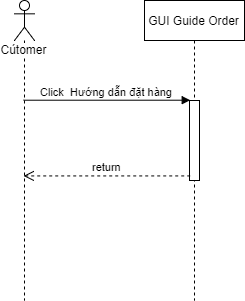 GUI Guide Order
Cútomer
Click Hướng dẫn đặt hàng
return